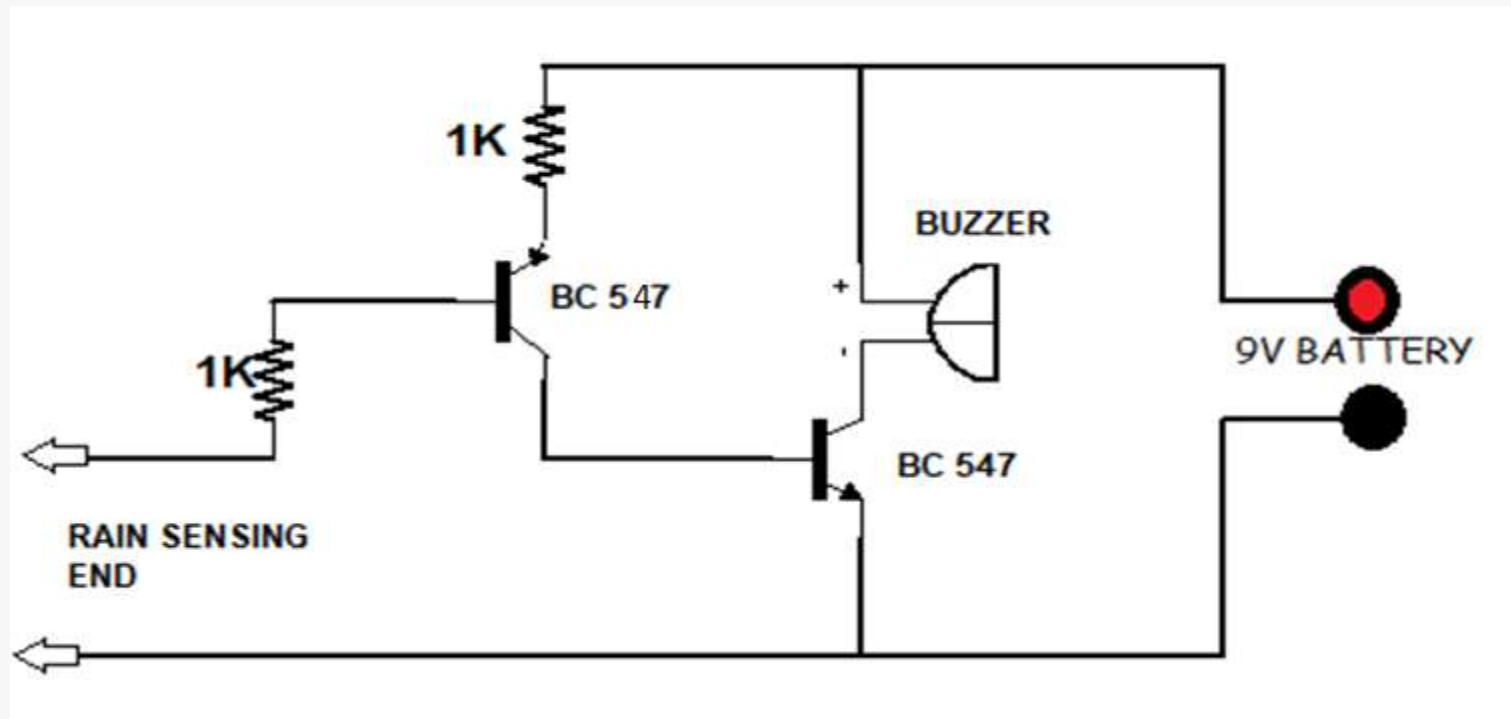 1K
BUZZER
BC 547
+
-
9V BATTERY
1K
BC 547
RAIN SENSING
END